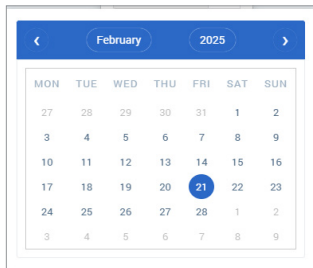 ‹ February 2025 ›
MON TUE WED THU FRI SAT SUN
27 28 29 30 31 1 2
3 4 5 6 7 8 9
10 11 12 13 14 15 16
17 18 19 20 21 22 23
24 25 26 27 28 1 2
3 4 5 6 7 8 9